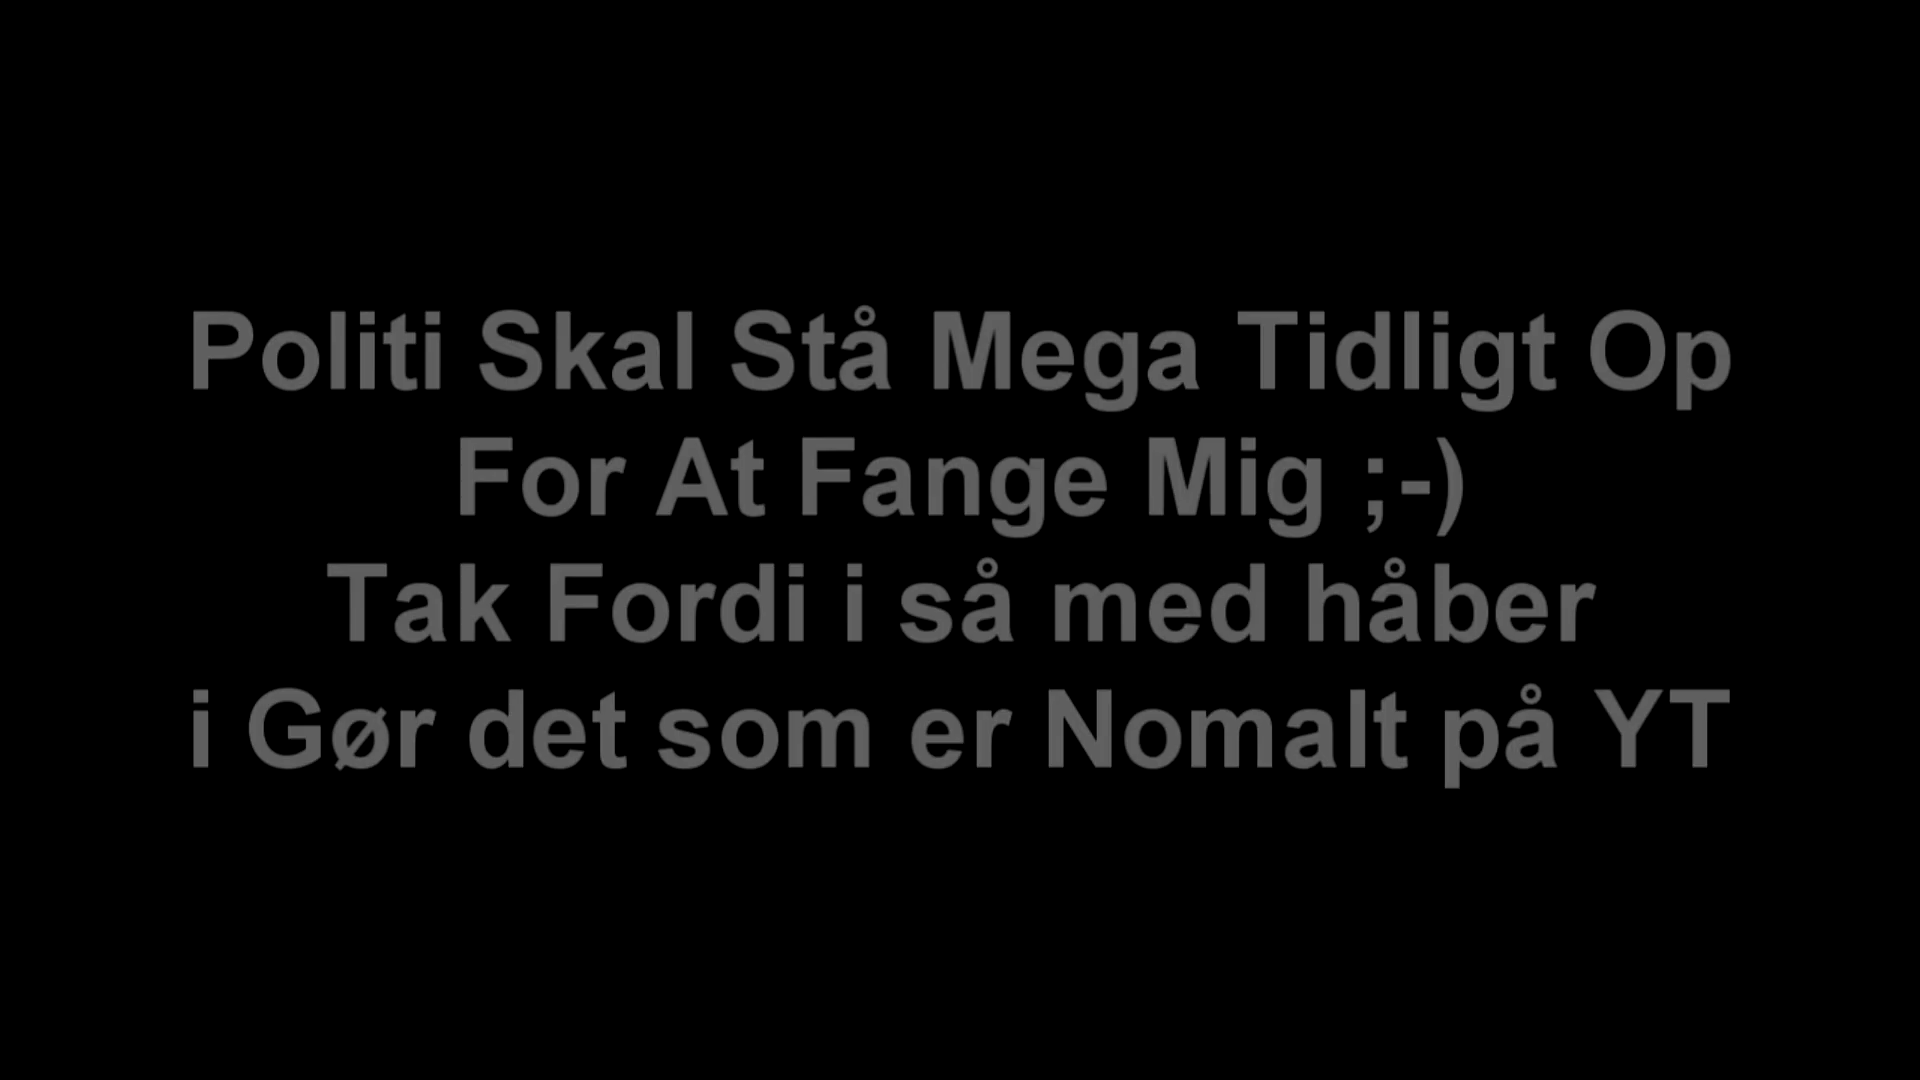 Politi Skal Stå Mega Tidligt Op
For At Fange Mig ;-)
Tak Fordi i så med håber
i Gør det som er Nomalt på YT